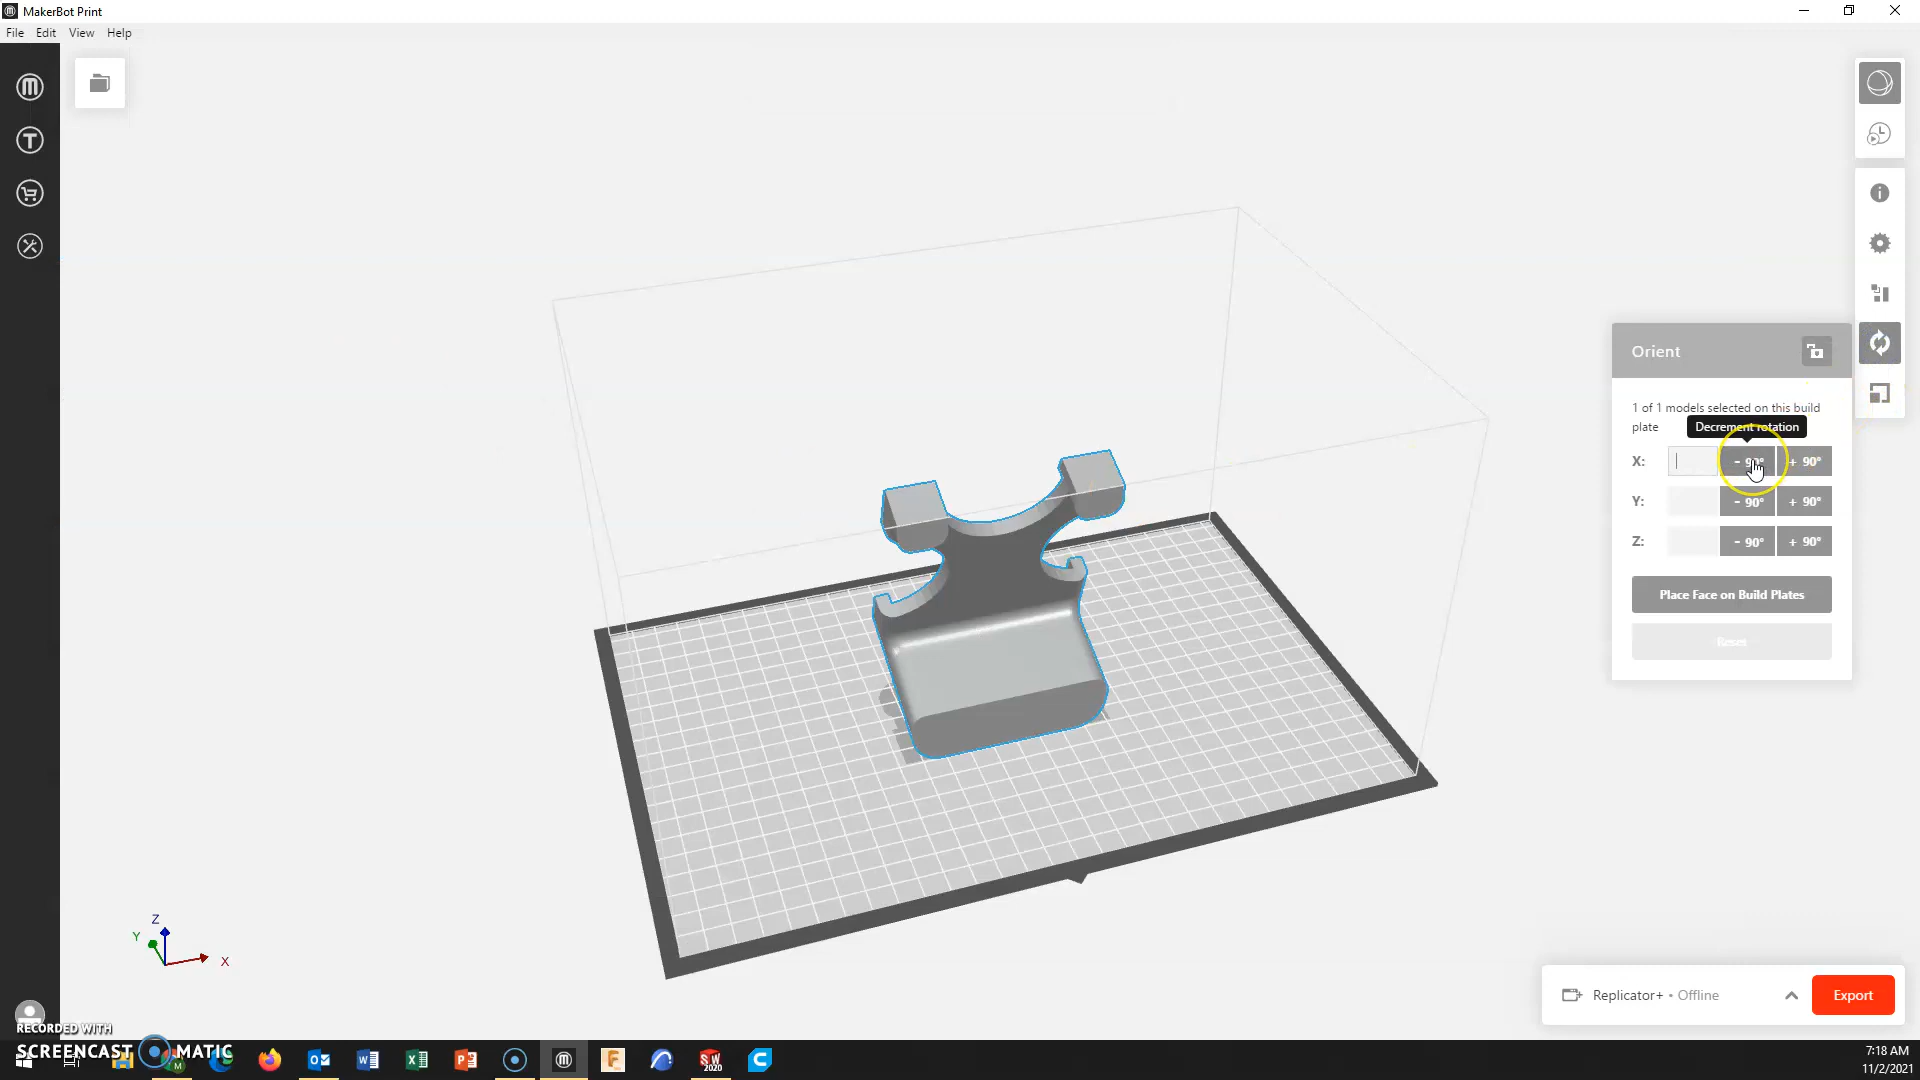 MakerBot Print
File Edit View Help
Orient
1 of 1 models selected on this build
plate
Decrement rotation
X: - 90° + 90°
Y: - 90° + 90°
Z: - 90° + 90°
Place Face on Build Plates
Reset
Z
Y
X
Replicator+ • Offline
Export
RECORDED WITH
SCREENCAST MATIC
7:18 AM
11/2/2021